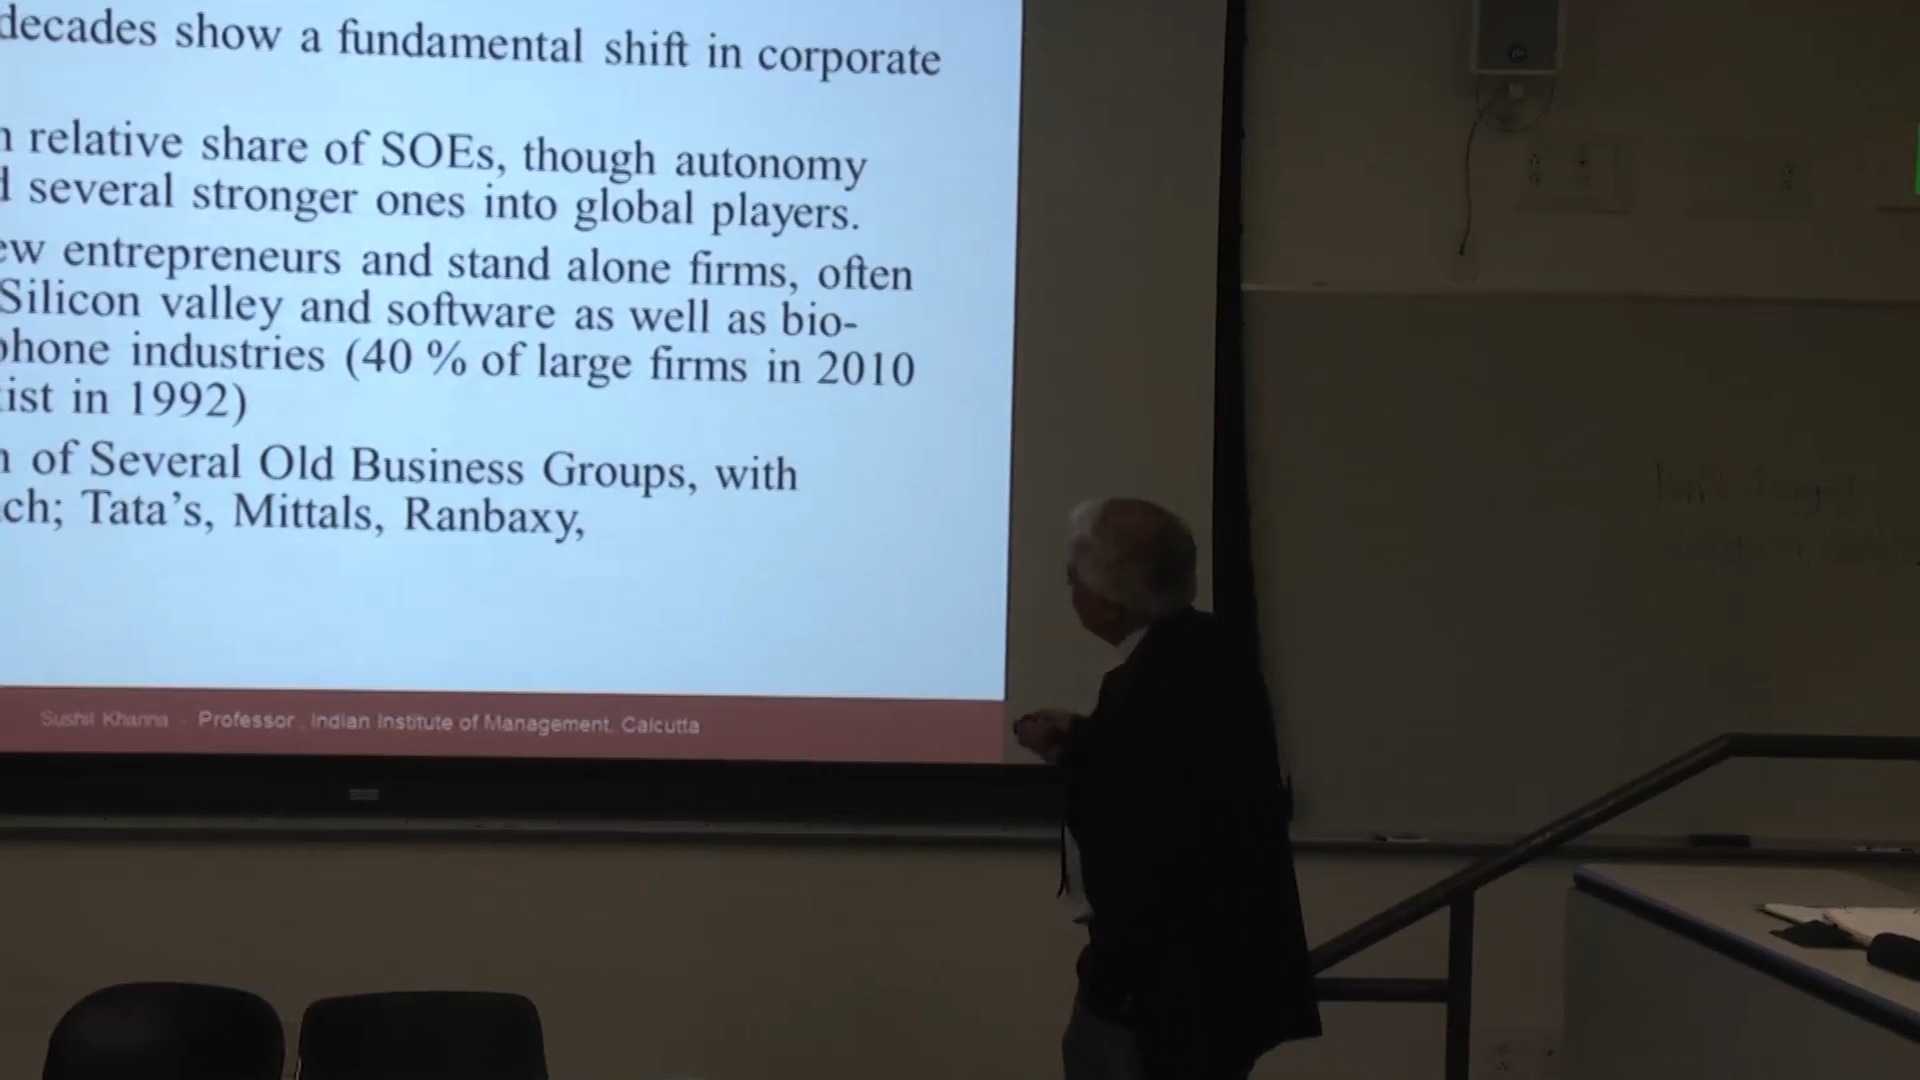 decades show a fundamental shift in corporate
relative share of SOEs, though autonomy
several stronger ones into global players.
entrepreneurs and stand alone firms, often
Silicon valley and software as well as bio-
phone industries (40 % of large firms in 2010
in 1992)
of Several Old Business Groups, with
Tata's, Mittals, Ranbaxy,
Sushil Khanna - Professor , Indian Institute of Management, Calcutta